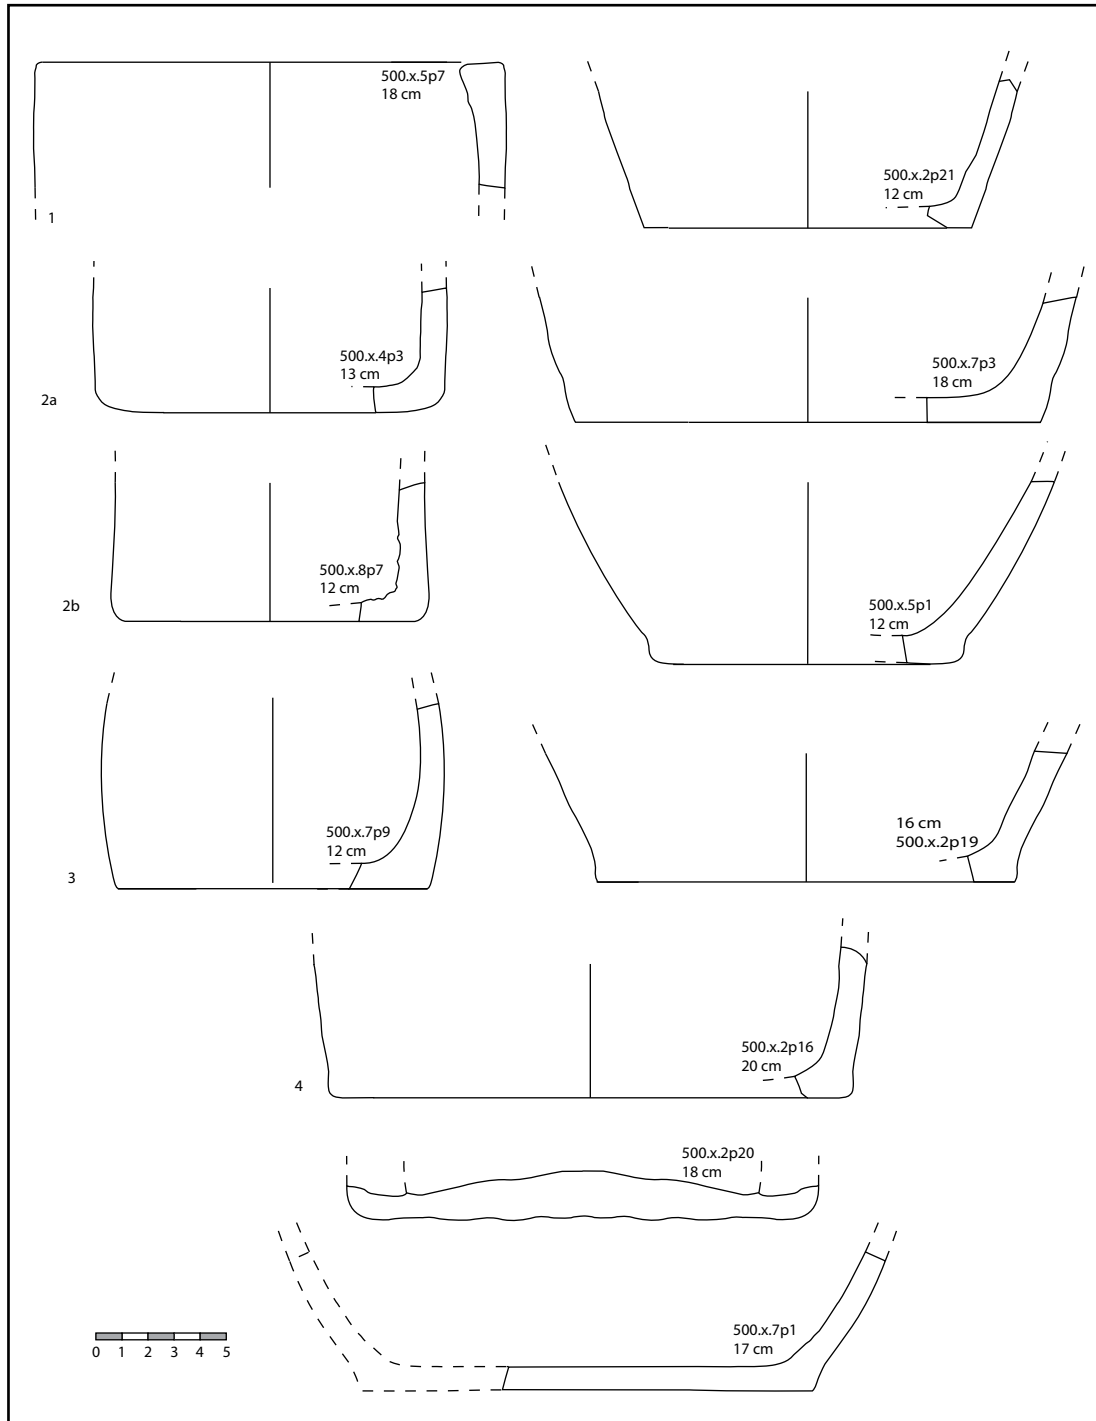 500.x.5p7
18 cm
1
500.x.2p21
12 cm
500.x.4p3
13 cm
2a
500.x.7p3
18 cm
500.x.8p7
12 cm
2b
500.x.5p1
12 cm
500.x.7p9
12 cm
3
16 cm
500.x.2p19
500.x.2p16
20 cm
4
500.x.2p20
18 cm
500.x.7p1
17 cm
0 1 2 3 4 5